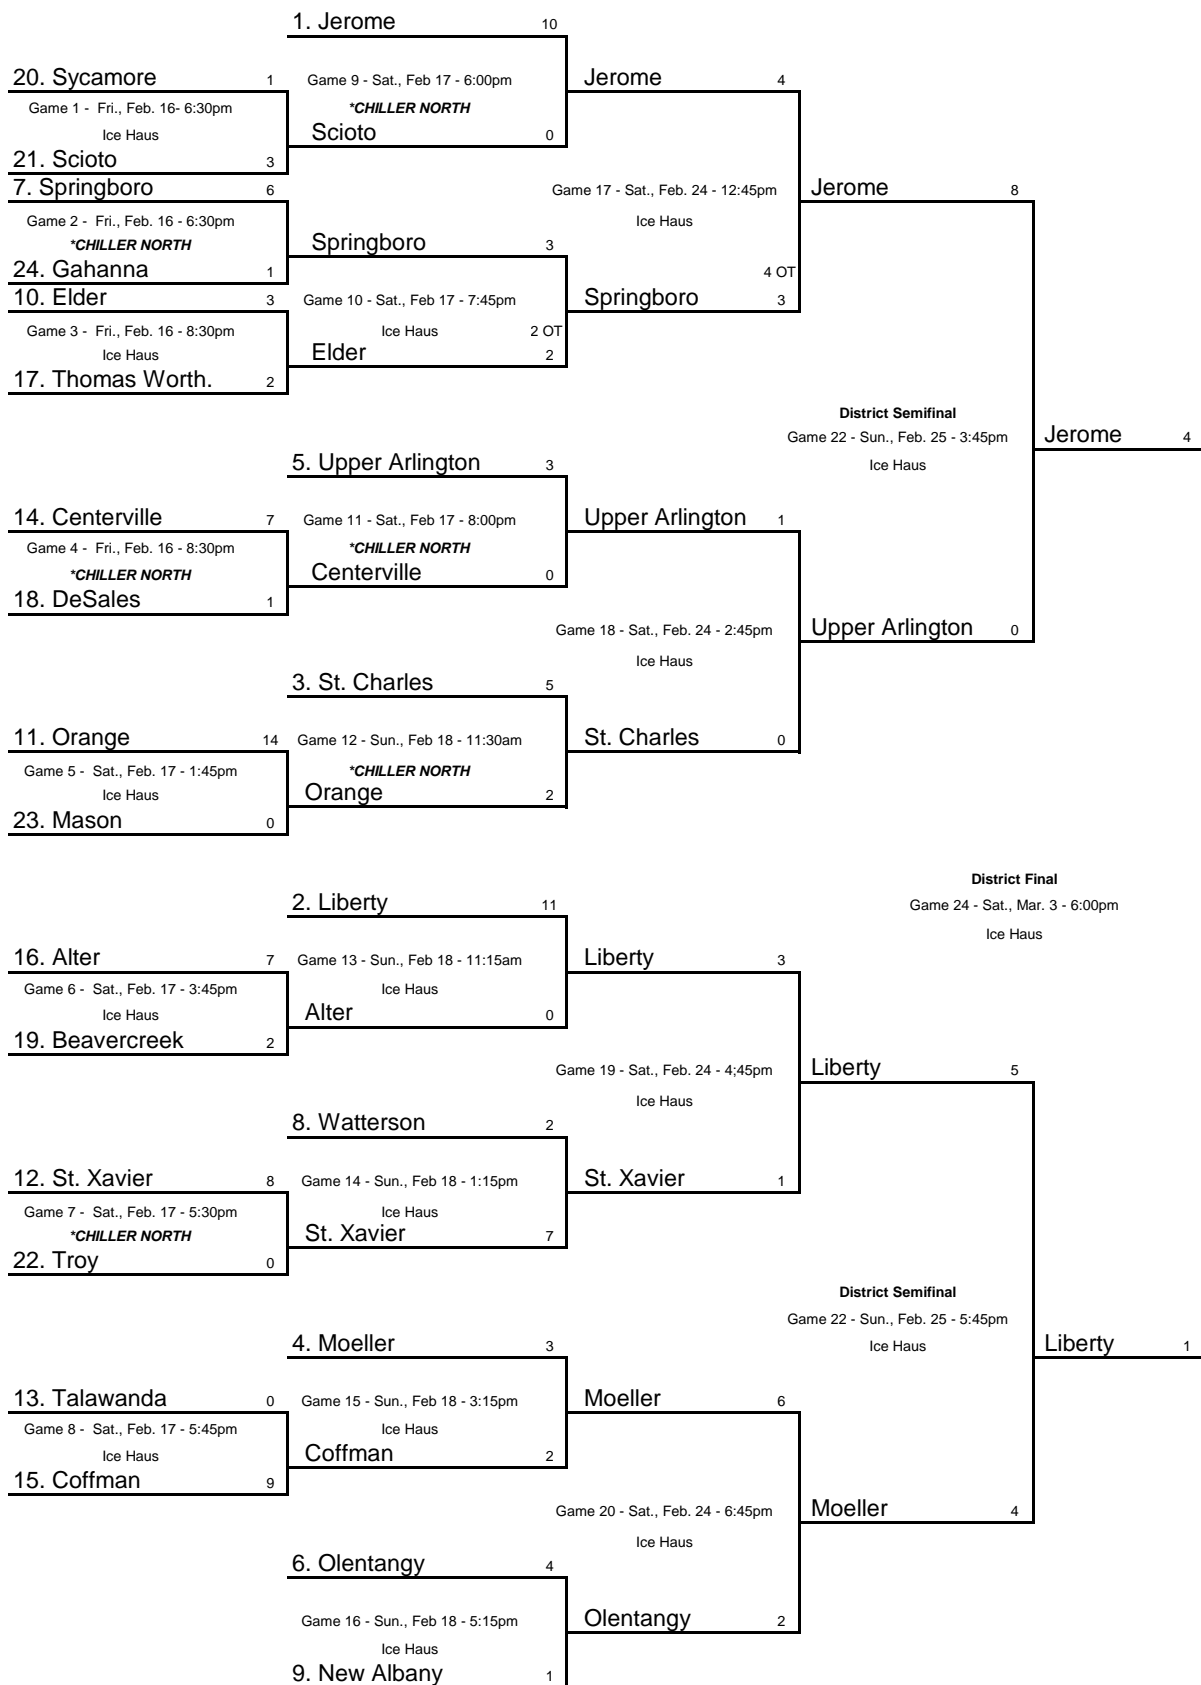 1. Jerome 10
20. Sycamore 1
Game 9 - Sat., Feb 17 - 6:00pm
Jerome 4
Game 1 - Fri., Feb. 16- 6:30pm
*CHILLER NORTH
Ice Haus
Scioto 0
21. Scioto 3
7. Springboro 6
Game 17 - Sat., Feb. 24 - 12:45pm
Jerome 8
Game 2 - Fri., Feb. 16 - 6:30pm
Ice Haus
*CHILLER NORTH
Springboro 3
24. Gahanna 1
4 OT
10. Elder 3
Game 10 - Sat., Feb 17 - 7:45pm
Springboro 3
Game 3 - Fri., Feb. 16 - 8:30pm
Ice Haus 2 OT
Ice Haus
Elder 2
17. Thomas Worth. 2
District Semifinal
Game 22 - Sun., Feb. 25 - 3:45pm
Jerome 4
5. Upper Arlington 3
Ice Haus
14. Centerville 7
Game 11 - Sat., Feb 17 - 8:00pm
Upper Arlington 1
Game 4 - Fri., Feb. 16 - 8:30pm
*CHILLER NORTH
*CHILLER NORTH
Centerville 0
18. DeSales 1
Game 18 - Sat., Feb. 24 - 2:45pm
Upper Arlington 0
Ice Haus
3. St. Charles 5
11. Orange 14
Game 12 - Sun., Feb 18 - 11:30am
St. Charles 0
Game 5 - Sat., Feb. 17 - 1:45pm
*CHILLER NORTH
Ice Haus
Orange 2
23. Mason 0
District Final
2. Liberty 11
Game 24 - Sat., Mar. 3 - 6:00pm
Ice Haus
16. Alter 7
Game 13 - Sun., Feb 18 - 11:15am
Liberty 3
Game 6 - Sat., Feb. 17 - 3:45pm
Ice Haus
Ice Haus
Alter 0
19. Beavercreek 2
Game 19 - Sat., Feb. 24 - 4;45pm
Liberty 5
Ice Haus
8. Watterson 2
12. St. Xavier 8
Game 14 - Sun., Feb 18 - 1:15pm
St. Xavier 1
Game 7 - Sat., Feb. 17 - 5:30pm
Ice Haus
*CHILLER NORTH
St. Xavier 7
22. Troy 0
District Semifinal
Game 22 - Sun., Feb. 25 - 5:45pm
4. Moeller 3
Ice Haus
Liberty 1
13. Talawanda 0
Game 15 - Sun., Feb 18 - 3:15pm
Moeller 6
Game 8 - Sat., Feb. 17 - 5:45pm
Ice Haus
Ice Haus
Coffman 2
15. Coffman 9
Game 20 - Sat., Feb. 24 - 6:45pm
Moeller 4
Ice Haus
6. Olentangy 4
Game 16 - Sun., Feb 18 - 5:15pm
Olentangy 2
Ice Haus
9. New Albany 1